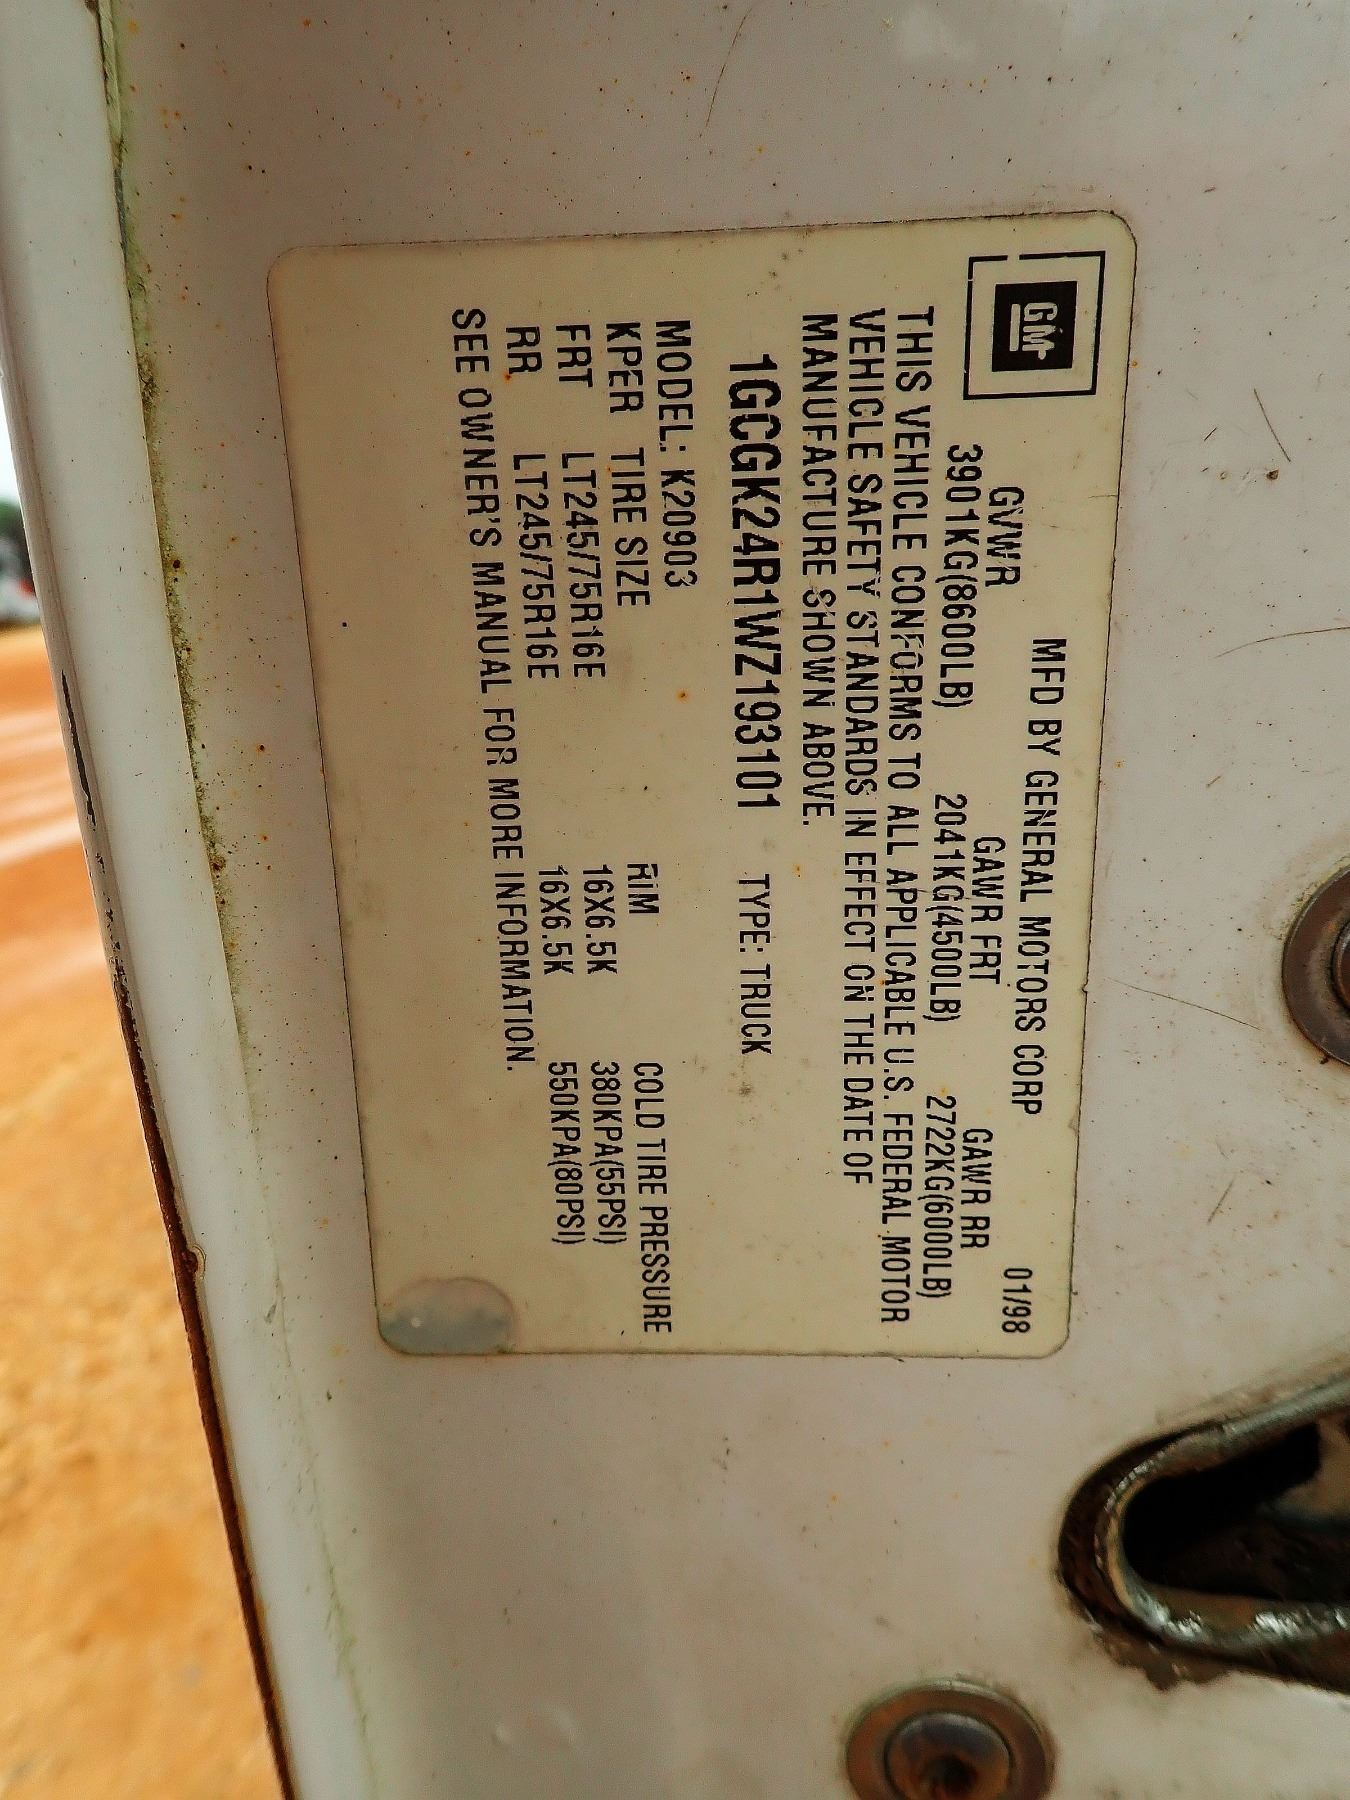 GM
MFD BY GENERAL MOTORS CORP 01/98
GVWR GAWR FRT GAWR RR
3901KG(8600LB) 2041KG(4500LB) 2722KG(6000LB)
THIS VEHICLE CONFORMS TO ALL APPLICABLE U.S. FEDERAL MOTOR
VEHICLE SAFETY STANDARDS IN EFFECT ON THE DATE OF
MANUFACTURE SHOWN ABOVE.
1GCGK24R1WZ193101 TYPE: TRUCK
MODEL: K20903
KPER TIRE SIZE RIM COLD TIRE PRESSURE
FRT LT245/75R16E 16X6.5K 380KPA(55PSI)
RR LT245/75R16E 16X6.5K 550KPA(80PSI)
SEE OWNER'S MANUAL FOR MORE INFORMATION.